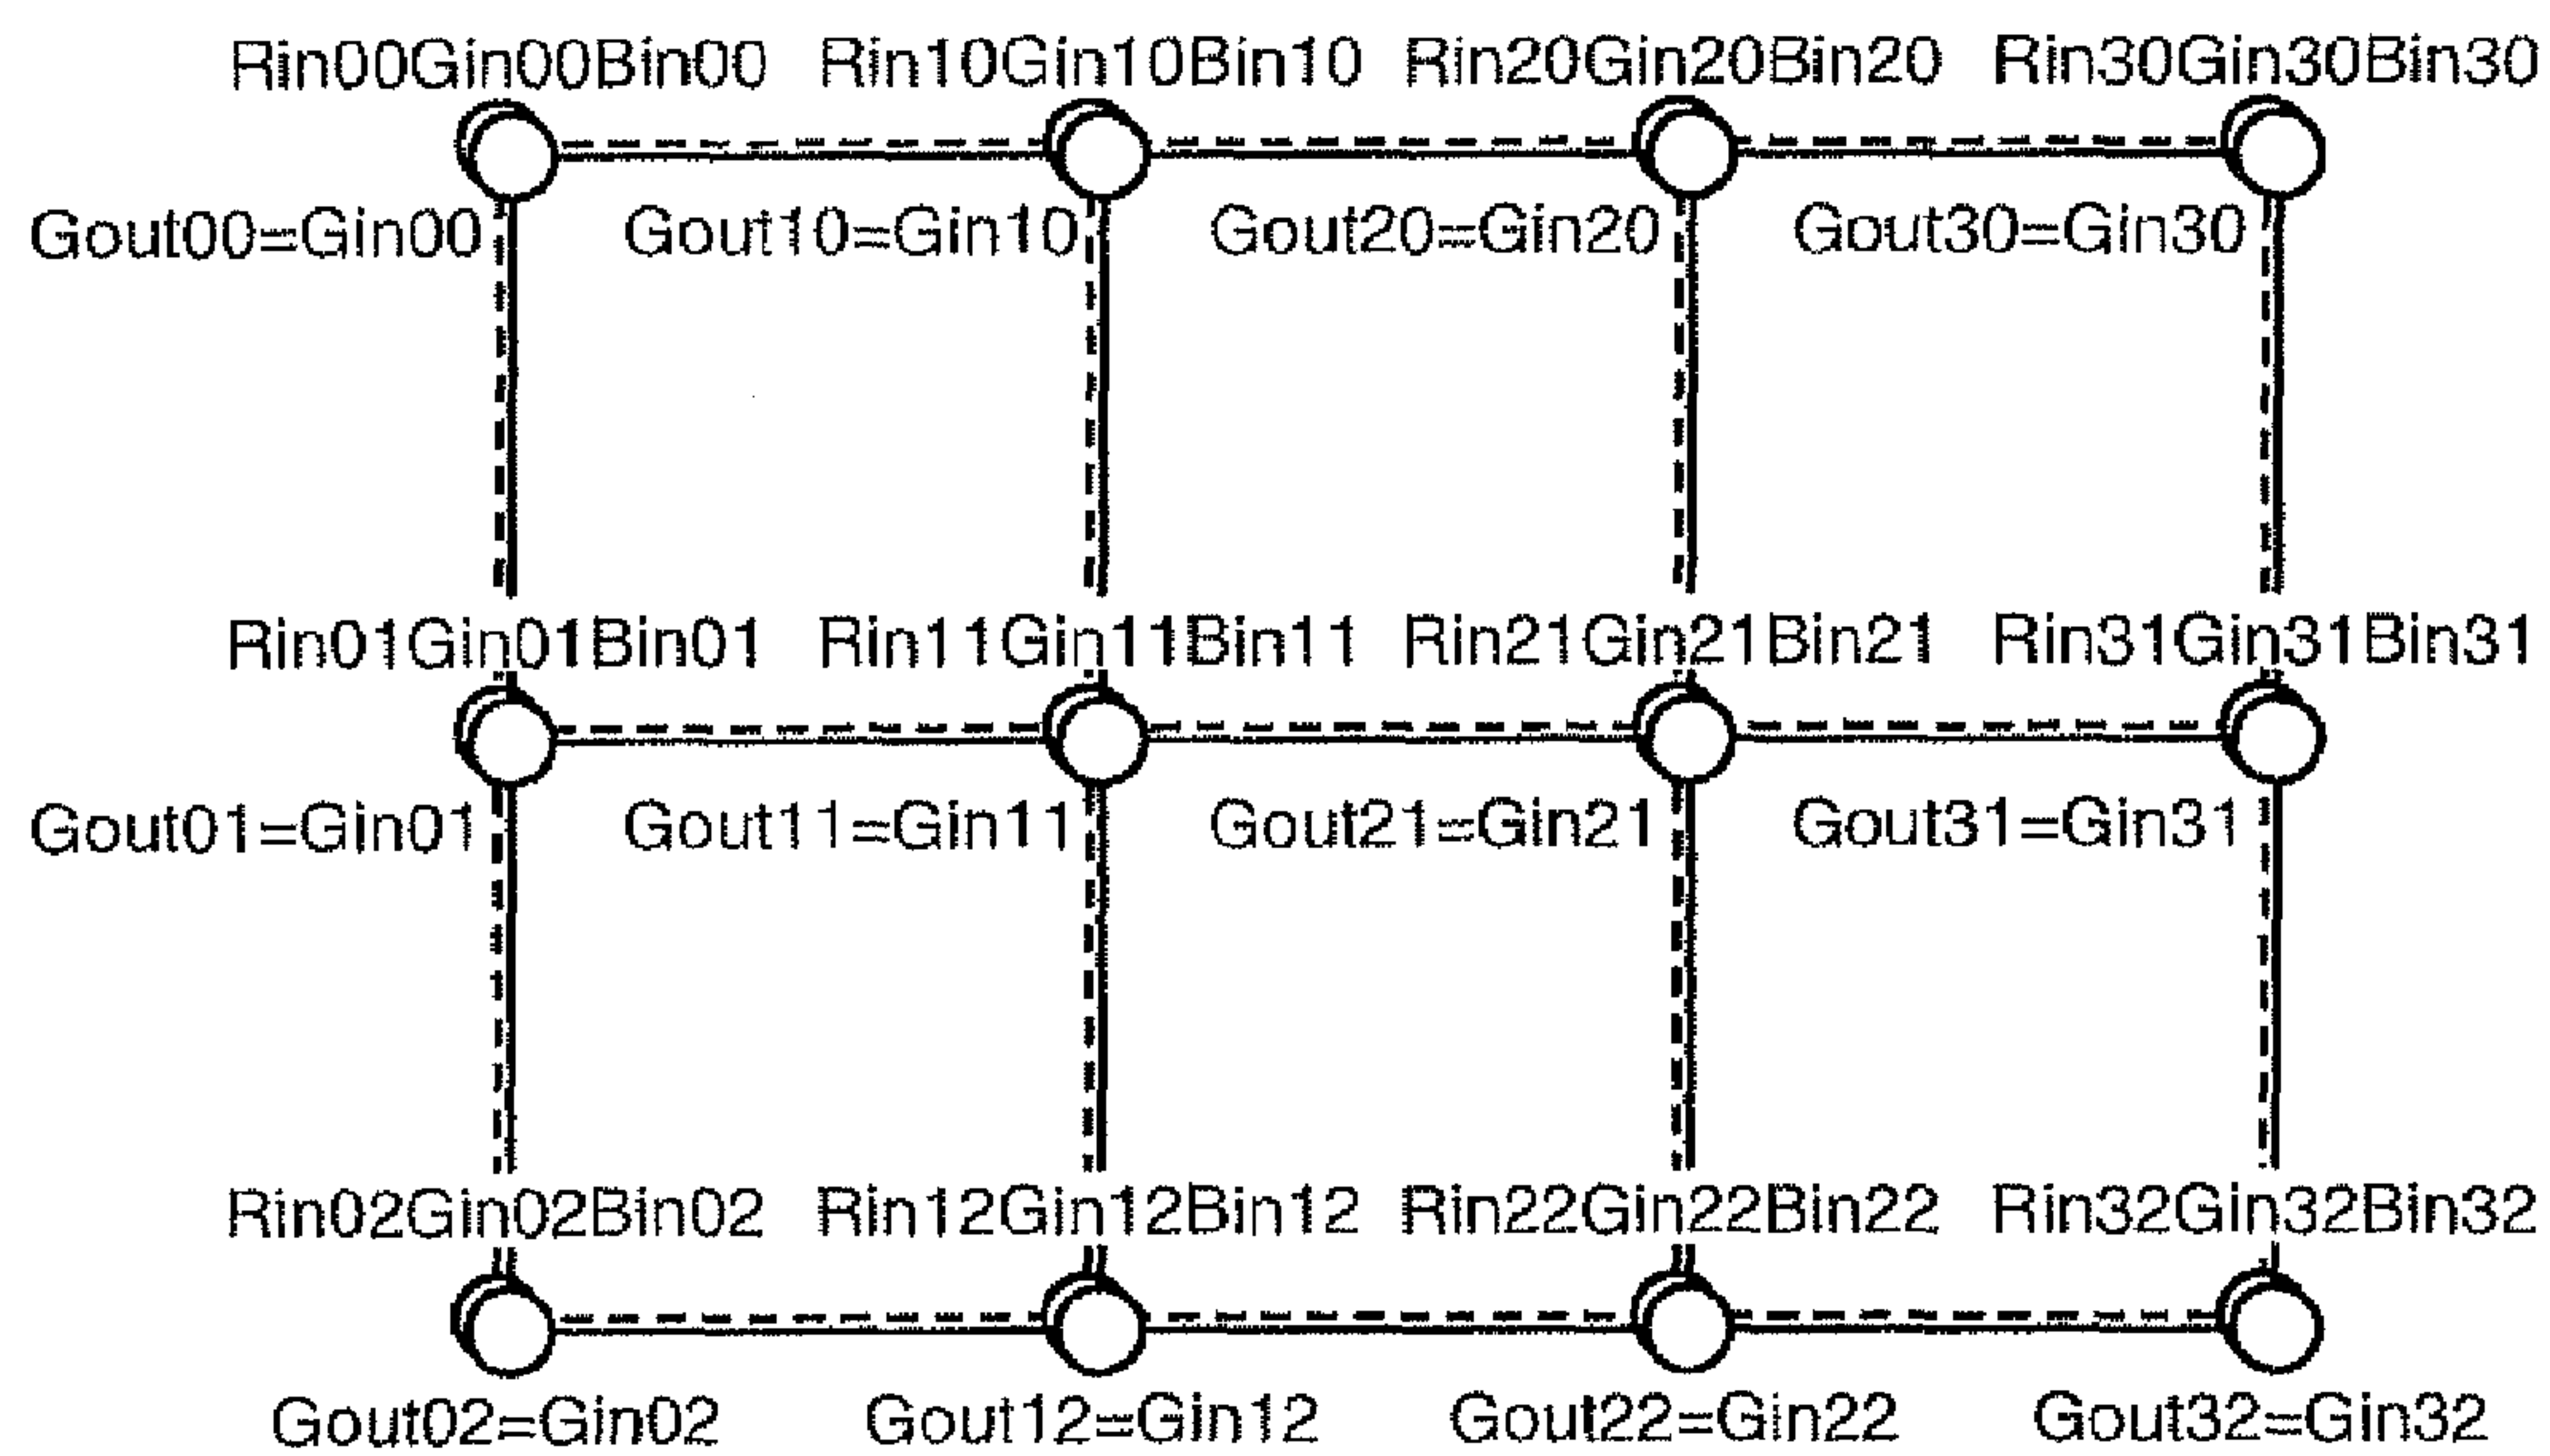 Rin00Gin00Bin00 Rin10Gin10Bin10 Rin20Gin20Bin20 Rin30Gin30Bin30
Gout00=Gin00 Gout10=Gin10 Gout20=Gin20 Gout30=Gin30
Rin01Gin01Bin01 Rin11Gin11Bin11 Rin21Gin21Bin21 Rin31Gin31Bin31
Gout01=Gin01 Gout11=Gin11 Gout21=Gin21 Gout31=Gin31
Rin02Gin02Bin02 Rin12Gin12Bin12 Rin22Gin22Bin22 Rin32Gin32Bin32
Gout02=Gin02 Gout12=Gin12 Gout22=Gin22 Gout32=Gin32